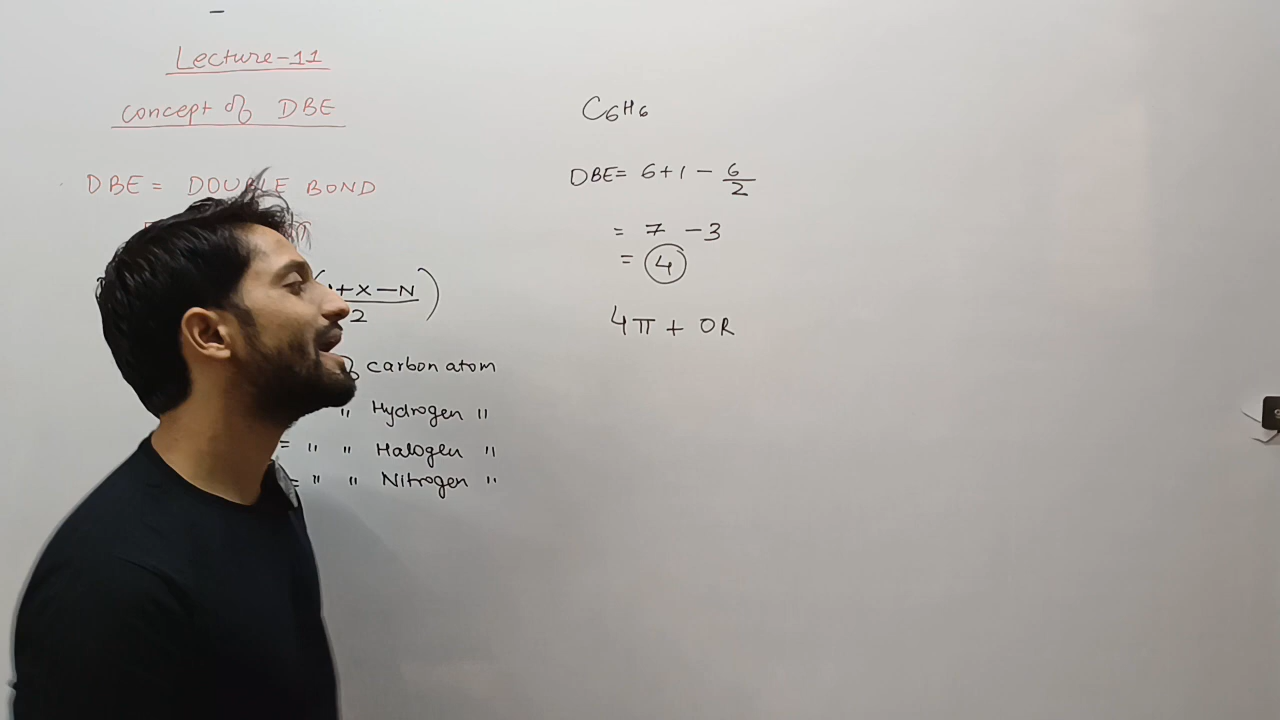 Lecture-11
concept of DBE
DBE = DOUBLE BOND
+ X - N
2
carbon atom
" Hydrogen "
= " " Halogen "
= " " Nitrogen "
C6H6
DBE = 6+1 - 6/2
= 7 - 3
= 4
4π + 0R